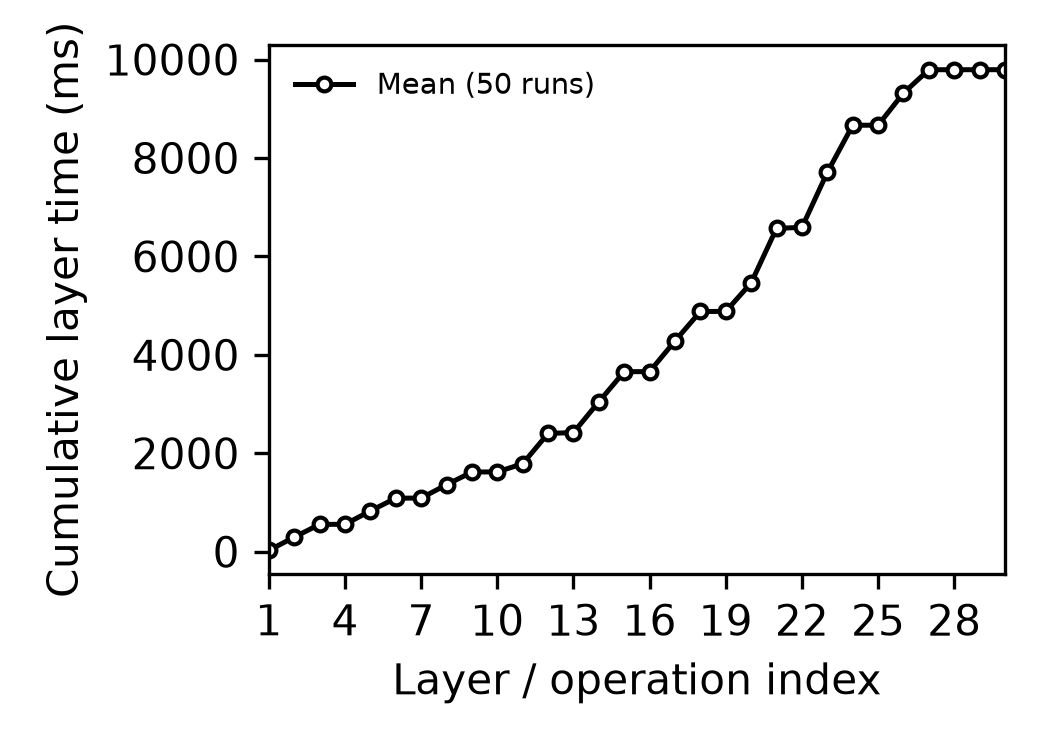 Cumulative layer time (ms)
10000
8000
6000
4000
2000
0
Mean (50 runs)
1 4 7 10 13 16 19 22 25 28
Layer / operation index